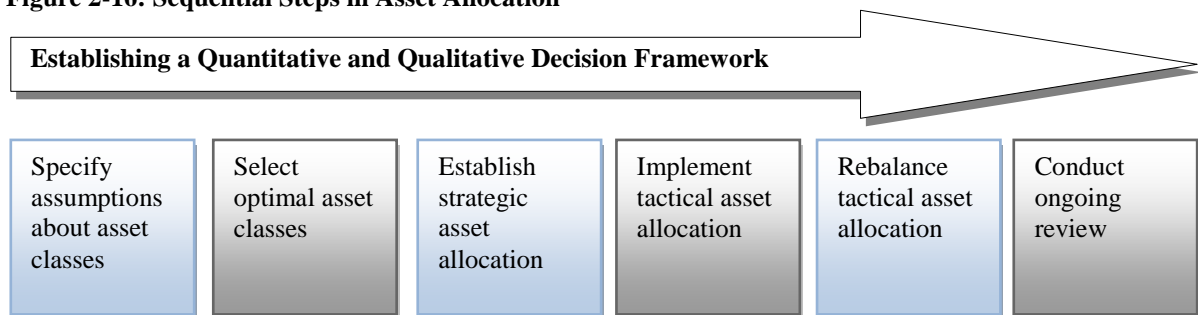 Figure 2-16: Sequential Steps in Asset Allocation
Establishing a Quantitative and Qualitative Decision Framework
Specify
assumptions
about asset
classes
Select
optimal asset
classes
Establish
strategic
asset
allocation
Implement
tactical asset
allocation
Rebalance
tactical asset
allocation
Conduct
ongoing
review